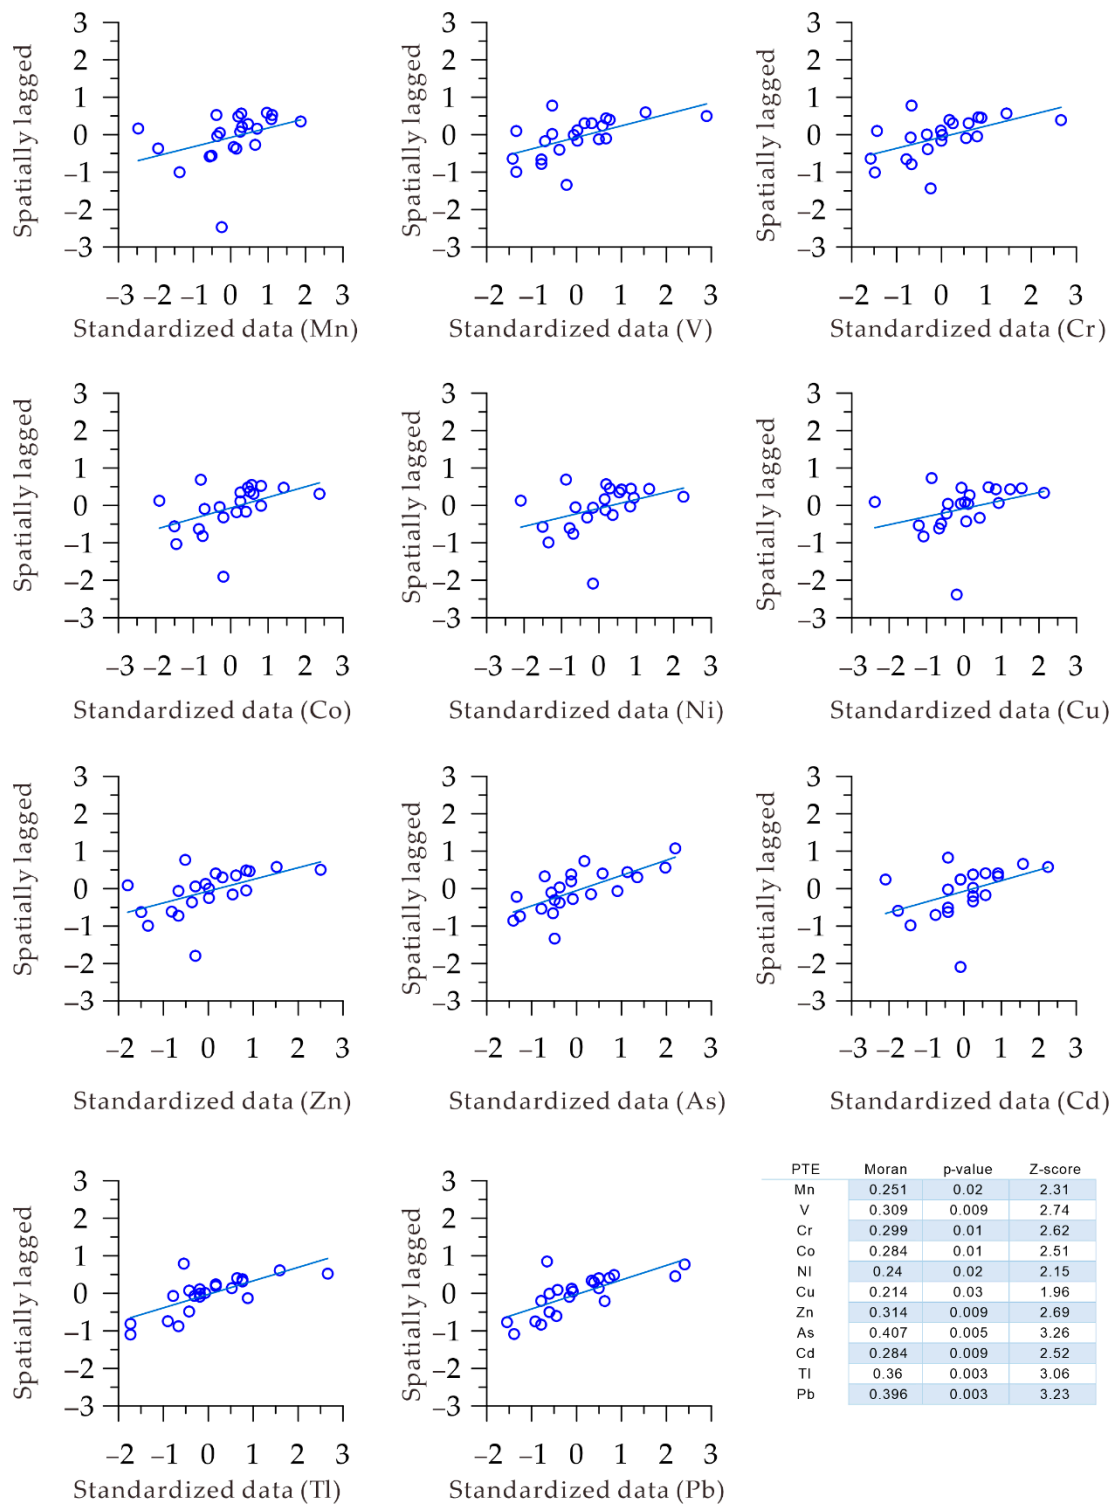 3 3 3
2 2 2
1 1 1
0 0 0
−1 −1 −1
−2 −2 −2
−3 −3 −3
Spatially lagged Spatially lagged Spatially lagged
−3 −2 −1 0 1 2 3 −2 −1 0 1 2 3 −2 −1 0 1 2 3
Standardized data (Mn) Standardized data (V) Standardized data (Cr)
3 3 3
2 2 2
1 1 1
0 0 0
−1 −1 −1
−2 −2 −2
−3 −3 −3
Spatially lagged Spatially lagged Spatially lagged
−3 −2 −1 0 1 2 3 −3 −2 −1 0 1 2 3 −3 −2 −1 0 1 2 3
Standardized data (Co) Standardized data (Ni) Standardized data (Cu)
3 3 3
2 2 2
1 1 1
0 0 0
−1 −1 −1
−2 −2 −2
−3 −3 −3
Spatially lagged Spatially lagged Spatially lagged
−2 −1 0 1 2 3 −2 −1 0 1 2 3 −3 −2 −1 0 1 2 3
Standardized data (Zn) Standardized data (As) Standardized data (Cd)
3 3
2 2
1 1
0 0
−1 −1
−2 −2
−3 −3
Spatially lagged Spatially lagged
−2 −1 0 1 2 3 −2 −1 0 1 2 3
Standardized data (Tl) Standardized data (Pb)
PTE Moran p-value Z-score
Mn 0.251 0.02 2.31
V 0.309 0.009 2.74
Cr 0.299 0.01 2.62
Co 0.284 0.01 2.51
NI 0.24 0.02 2.15
Cu 0.214 0.03 1.96
Zn 0.314 0.009 2.69
As 0.407 0.005 3.26
Cd 0.284 0.009 2.52
Tl 0.36 0.003 3.06
Pb 0.396 0.003 3.23